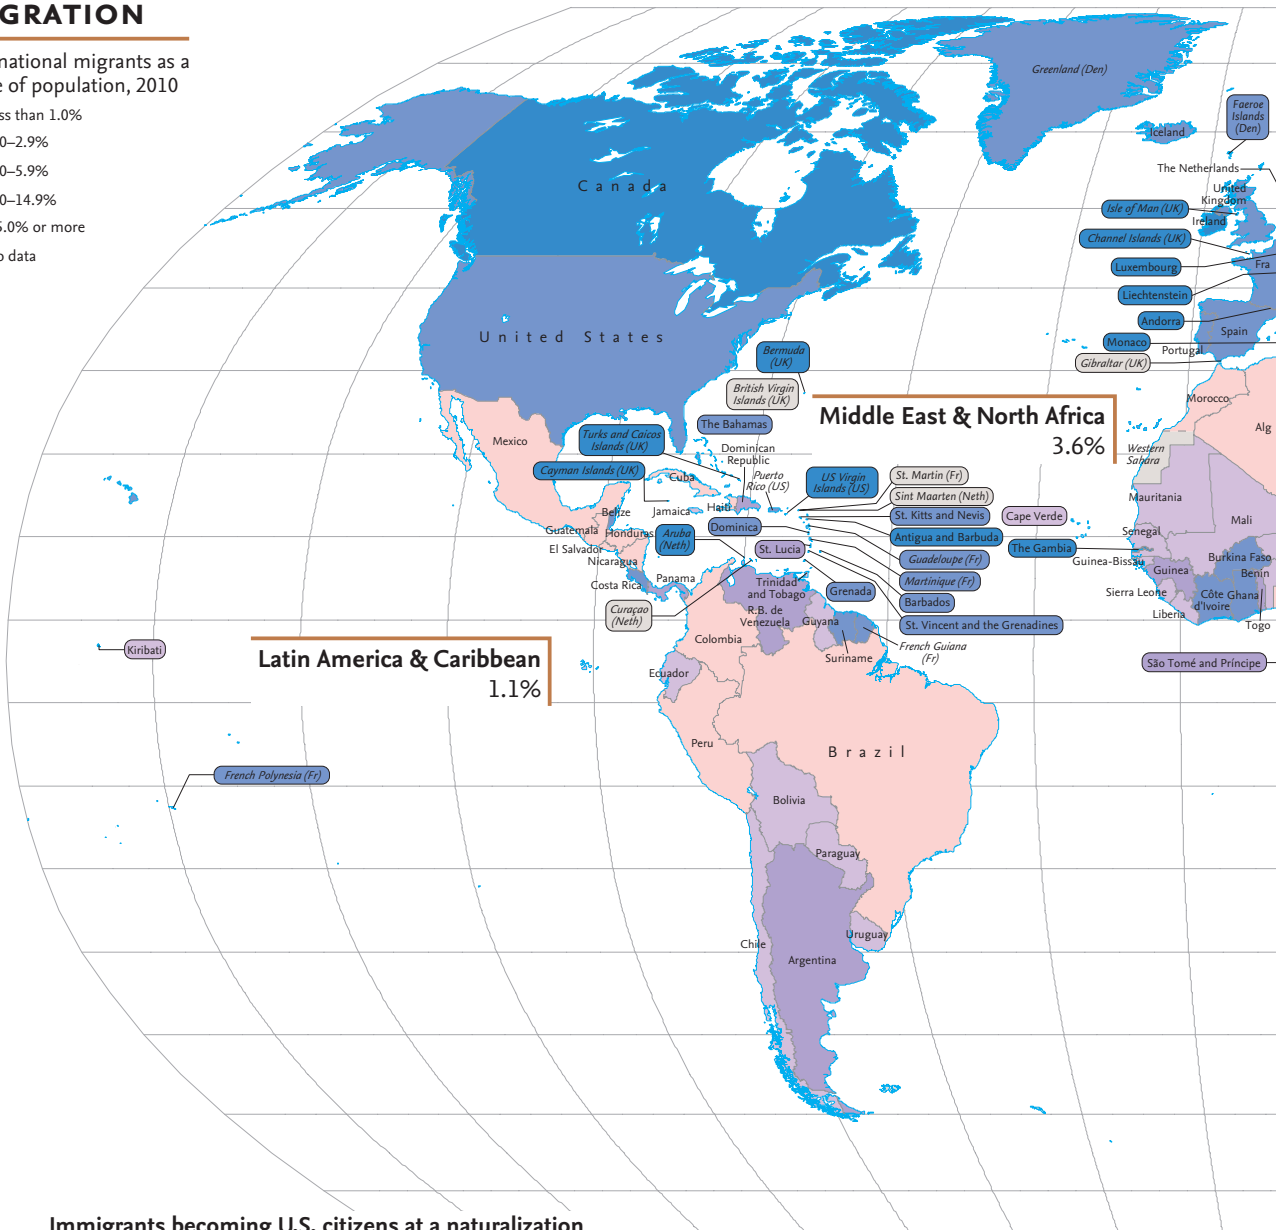 GRATION
national migrants as a
e of population, 2010
ss than 1.0%
0–2.9%
0–5.9%
0–14.9%
5.0% or more
o data
Greenland (Den)
Faeroe
Islands
(Den)
Iceland
The Netherlands
United
Kingdom
Canada
Isle of Man (UK)
Ireland
Channel Islands (UK)
Luxembourg
Fra
Liechtenstein
Andorra
Spain
United States
Monaco
Portugal
Gibraltar (UK)
Bermuda
(UK)
British Virgin
Islands (UK)
Morocco
Middle East & North Africa
3.6%
The Bahamas
Alg
Mexico
Turks and Caicos
Islands (UK)
Dominican
Republic
Western
Sahara
Cayman Islands (UK)
Cuba
Puerto
Rico (US)
US Virgin
Islands (US)
St. Martin (Fr)
Sint Maarten (Neth)
Mauritania
Belize
Jamaica
Haiti
St. Kitts and Nevis
Cape Verde
Mali
Guatemala
Honduras
Aruba
(Neth)
Dominica
Antigua and Barbuda
Senegal
El Salvador
Nicaragua
St. Lucia
Guadeloupe (Fr)
The Gambia
Guinea-Bissau
Burkina Faso
Guinea
Benin
Costa Rica
Panama
Trinidad
and Tobago
Grenada
Martinique (Fr)
Barbados
Sierra Leone
Côte
d'Ivoire
Ghana
Liberia
Togo
Curaçao
(Neth)
R.B. de
Venezuela
Guyana
St. Vincent and the Grenadines
Colombia
Suriname
French Guiana
(Fr)
Kiribati
Latin America & Caribbean
1.1%
Ecuador
São Tomé and Príncipe
Peru
Brazil
French Polynesia (Fr)
Bolivia
Paraguay
Chile
Uruguay
Argentina
Immigrants becoming U.S. citizens at a naturalization